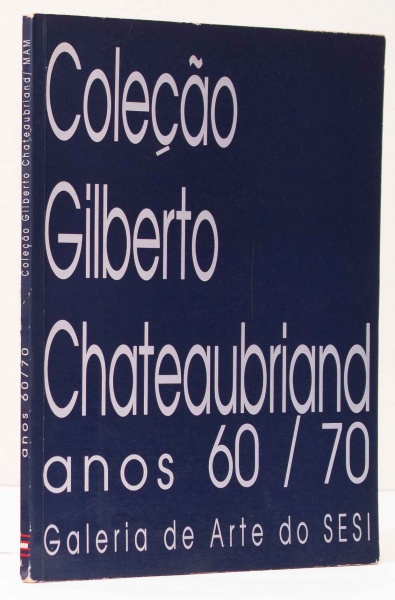 Coleção
Gilberto
Chateaubriand
anos 60 / 70
Galeria de Arte do SESI
anos 60/70 Coleção Gilberto Chateaubriand/ MAM